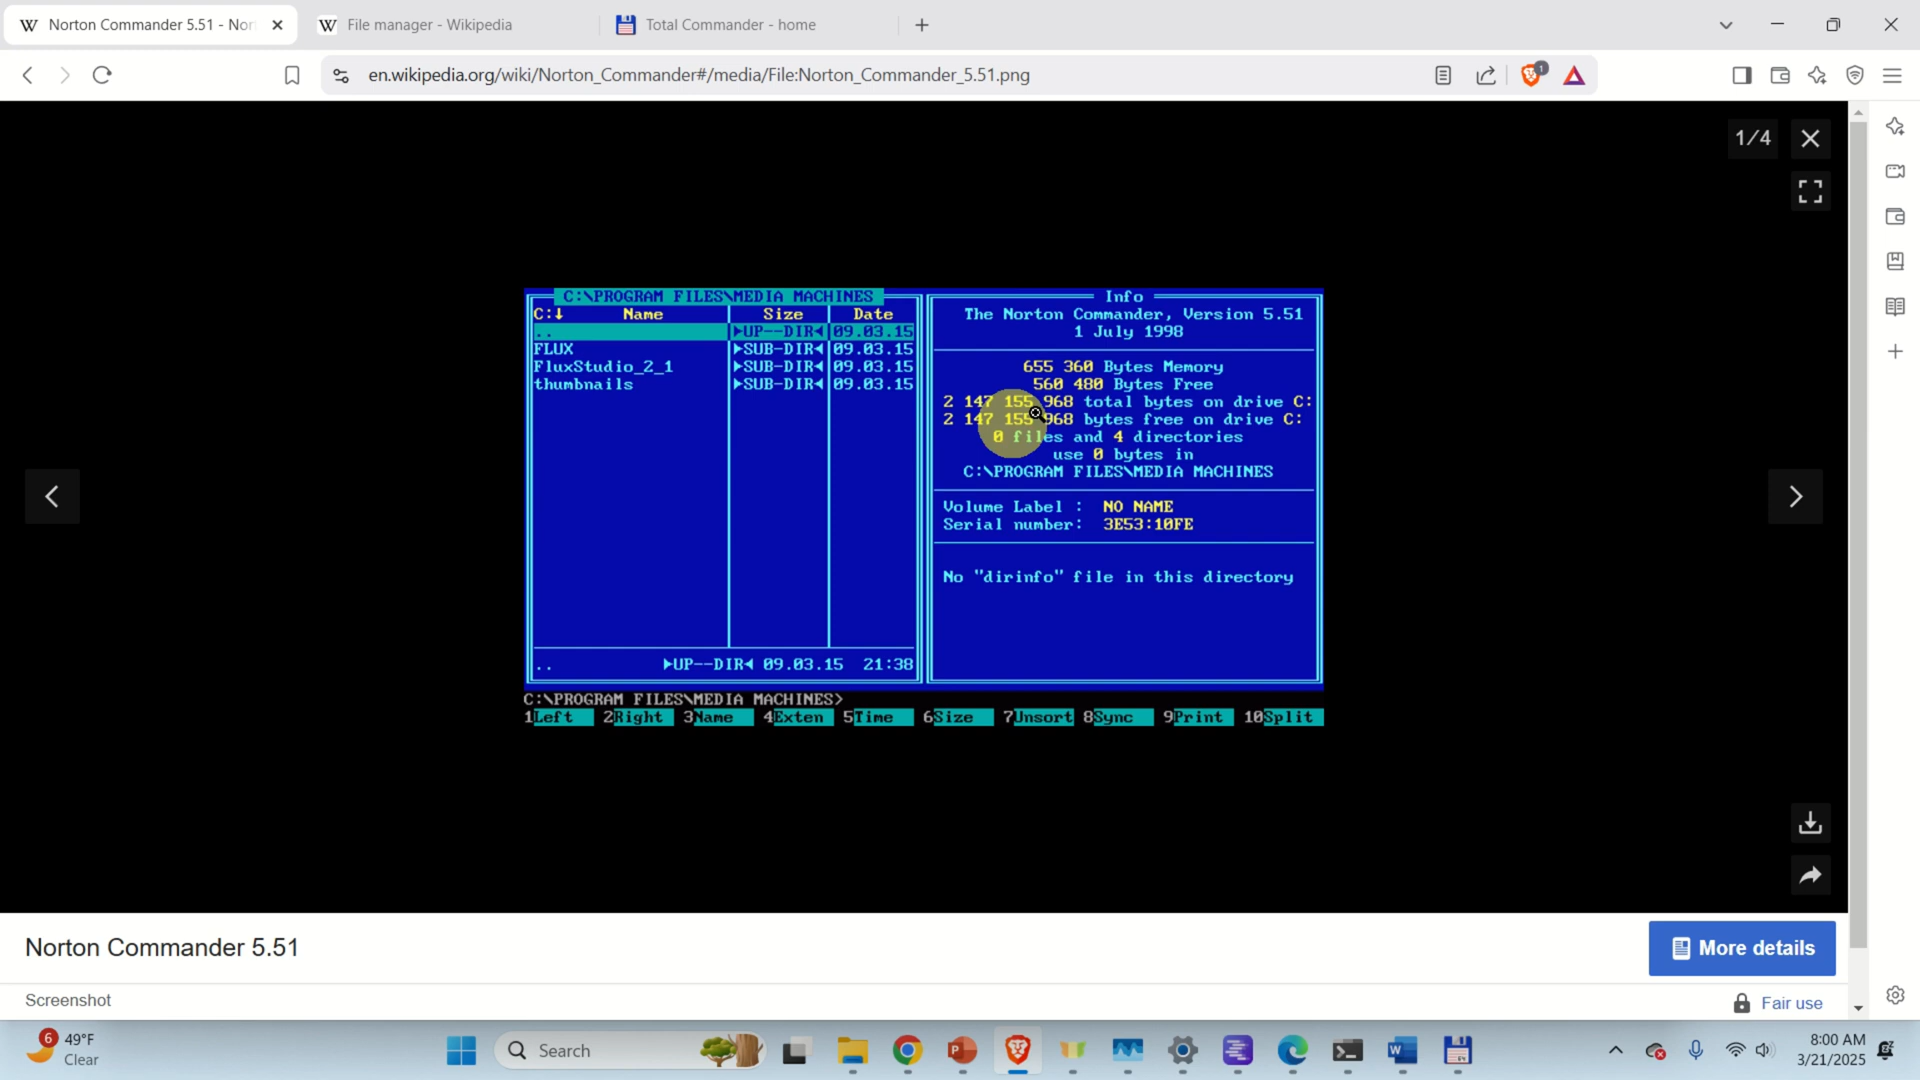 Norton Commander 5.51 - Nor
File manager - Wikipedia
Total Commander - home
en.wikipedia.org/wiki/Norton_Commander#/media/File:Norton_Commander_5.51.png
1
1/4
C:\PROGRAM FILES\MEDIA MACHINES
C:↓ Name Size Date
.. ►UP--DIR◄ 09.03.15
FLUX ►SUB-DIR◄ 09.03.15
FluxStudio_2_1 ►SUB-DIR◄ 09.03.15
thumbnails ►SUB-DIR◄ 09.03.15
.. ►UP--DIR◄ 09.03.15 21:38
Info
The Norton Commander, Version 5.51
1 July 1998
655 360 Bytes Memory
560 480 Bytes Free
2 147 155 968 total bytes on drive C:
2 147 155 968 bytes free on drive C:
0 files and 4 directories
use 0 bytes in
C:\PROGRAM FILES\MEDIA MACHINES
Volume Label : NO NAME
Serial number: 3E53:10FE
No "dirinfo" file in this directory
C:\PROGRAM FILES\MEDIA MACHINES>
1Left 2Right 3Name 4Exten 5Time 6Size 7Unsort 8Sync 9Print 10Split
Norton Commander 5.51
More details
Screenshot
Fair use
6
49°F
Clear
Search
8:00 AM
3/21/2025